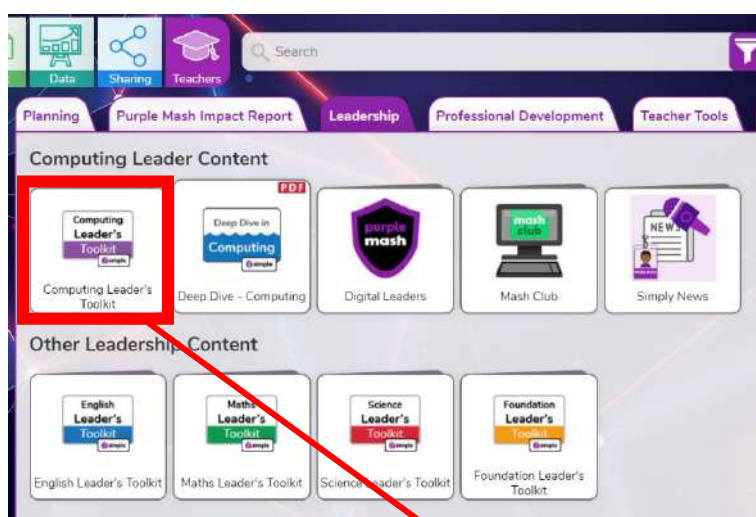 Data Sharing Teachers Search
Planning Purple Mash Impact Report Leadership Professional Development Teacher Tools
Computing Leader Content
Computing
Leader's
Toolkit
2simple
Computing Leader's
Toolkit
PDF
Deep Dive in
Computing
2simple
Deep Dive - Computing
purple
mash
Digital Leaders
mash
club
Mash Club
NEWS
Simply News
Other Leadership Content
English
Leader's
Toolkit
2simple
English Leader's Toolkit
Maths
Leader's
Toolkit
2simple
Maths Leader's Toolkit
Science
Leader's
Toolkit
2simple
Science Leader's Toolkit
Foundation
Leader's
Toolkit
2simple
Foundation Leader's
Toolkit